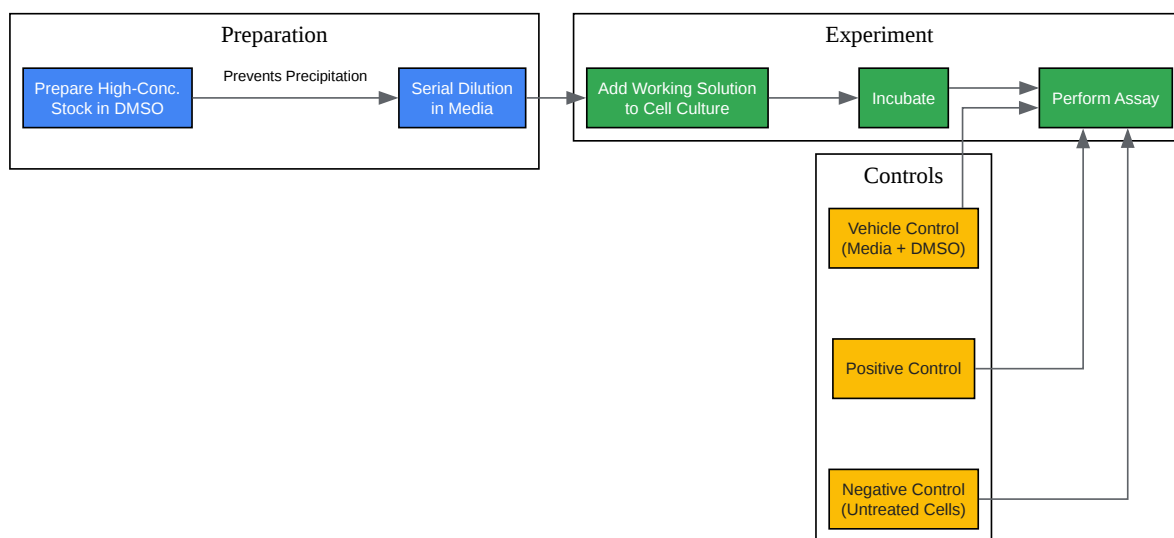 Preparation
Prepare High-Conc.
Stock in DMSO
Prevents Precipitation
Serial Dilution
in Media
Experiment
Add Working Solution
to Cell Culture
Incubate
Perform Assay
Controls
Vehicle Control
(Media + DMSO)
Positive Control
Negative Control
(Untreated Cells)